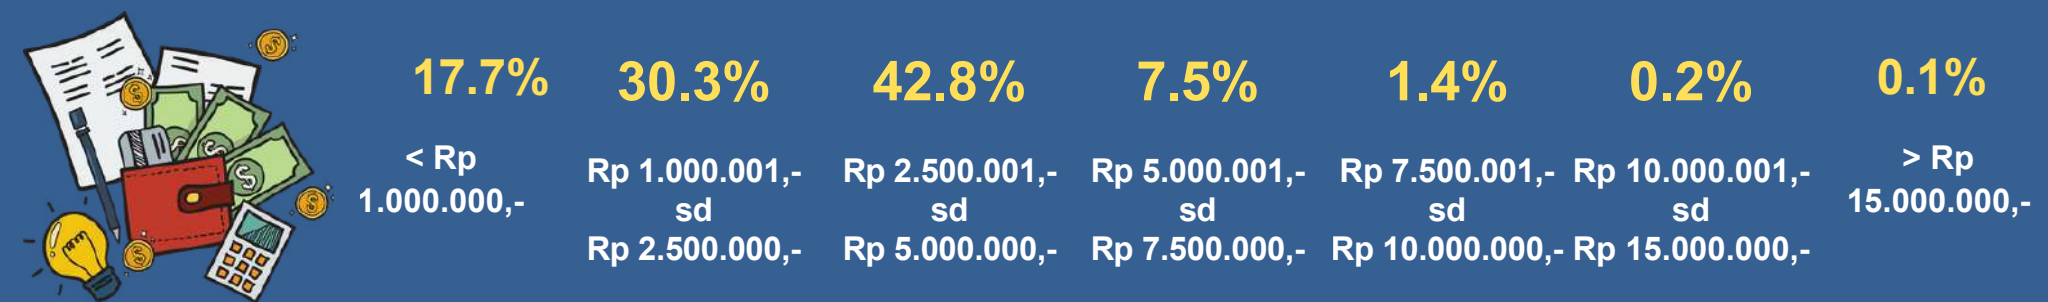 17.7%
< Rp
1.000.000,-
30.3%
Rp 1.000.001,-
sd
Rp 2.500.000,-
42.8%
Rp 2.500.001,-
sd
Rp 5.000.000,-
7.5%
Rp 5.000.001,-
sd
Rp 7.500.000,-
1.4%
Rp 7.500.001,-
sd
Rp 10.000.000,-
0.2%
Rp 10.000.001,-
sd
Rp 15.000.000,-
0.1%
> Rp
15.000.000,-